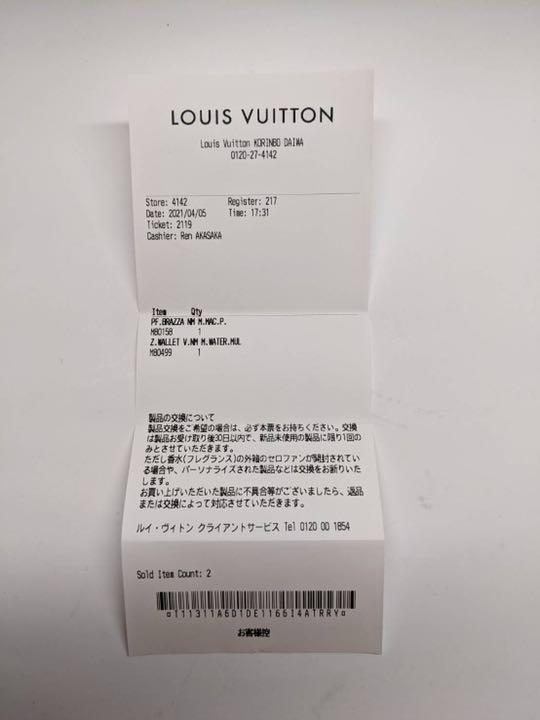 LOUIS VUITTON
Louis Vuitton KORINBO DAIWA
0120-27-4142
Store: 4142 Register: 217
Date: 2021/04/05 Time: 17:31
Ticket: 2119
Cashier: Ren AKASAKA
Item Qty
PF.BRAZZA NM M.MAC.P.
M80158 1
Z.WALLET V.NM M.WATER.MUL
M80499 1
製品の交換について
製品交換をご希望の場合は、必ず本票をお持ちください。交換
は製品お受け取り後30日以内で、新品未使用の製品に限り1回の
みとさせていただきます。
ただし香水(フレグランス)の外箱のセロファンが開封されてい
る場合や、パーソナライズされた製品などは交換をお断りいた
します。
お買い上げいただいた製品に不具合等がございましたら、返品
または交換によって対応させていただきます。
ルイ・ヴィトン クライアントサービス Tel 0120 00 1854
Sold Item Count: 2
お客様控